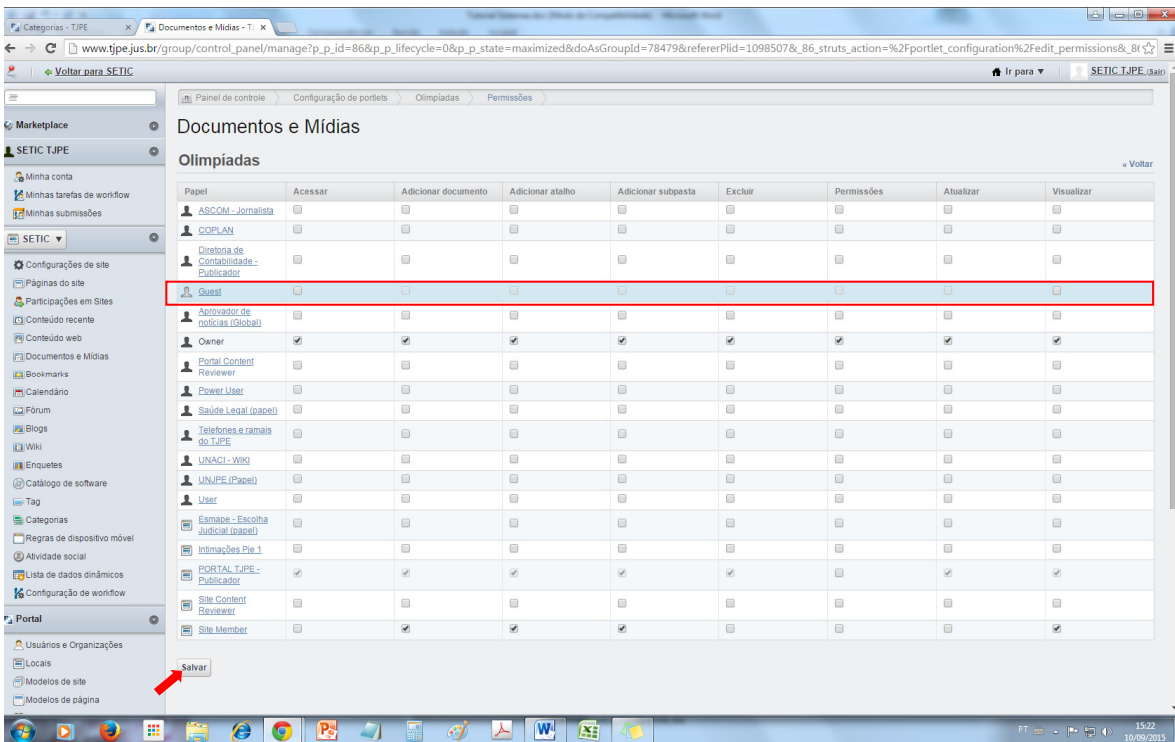 Categorias - TJPE
Documentos e Mídias - T
www.tjpe.jus.br/group/control_panel/manage?p_p_id=86&p_p_lifecycle=0&p_p_state=maximized&doAsGroupId=78479&refererPlid=1098507&_86_struts_action=%2Fportlet_configuration%2Fedit_permissions&_8(
Voltar para SETIC
Ir para ▼
SETIC TJPE (Sair)
Painel de controle
Configuração de portlets
Olimpíadas
Permissões
Marketplace
SETIC TJPE
Minha conta
Minhas tarefas de workflow
Minhas submissões
SETIC ▼
Configurações de site
Páginas do site
Participações em Sites
Conteúdo recente
Conteúdo web
Documentos e Mídias
Bookmarks
Calendário
Fórum
Blogs
Wiki
Enquetes
Catálogo de software
Tag
Categorias
Regras de dispositivo móvel
Atividade social
Lista de dados dinâmicos
Configuração de workflow
Portal
Usuários e Organizações
Locais
Modelos de site
Modelos de página
Documentos e Mídias
Olimpíadas
« Voltar
Papel Acessar Adicionar documento Adicionar atalho Adicionar subpasta Excluir Permissões Atualizar Visualizar
ASCOM - Jornalista
COPLAN
Diretoria de
Contabilidade -
Publicador
Guest
Aprovador de
notícias (Global)
Owner
Portal Content
Reviewer
Power User
Saúde Legal (papel)
Telefones e ramais
do TJPE
UNACI - WIKI
UNJPE (Papel)
User
Esmape - Escolha
Judicial (papel)
Intimações Pje 1
PORTAL TJPE -
Publicador
Site Content
Reviewer
Site Member
Salvar
PT
15:22
10/09/2015